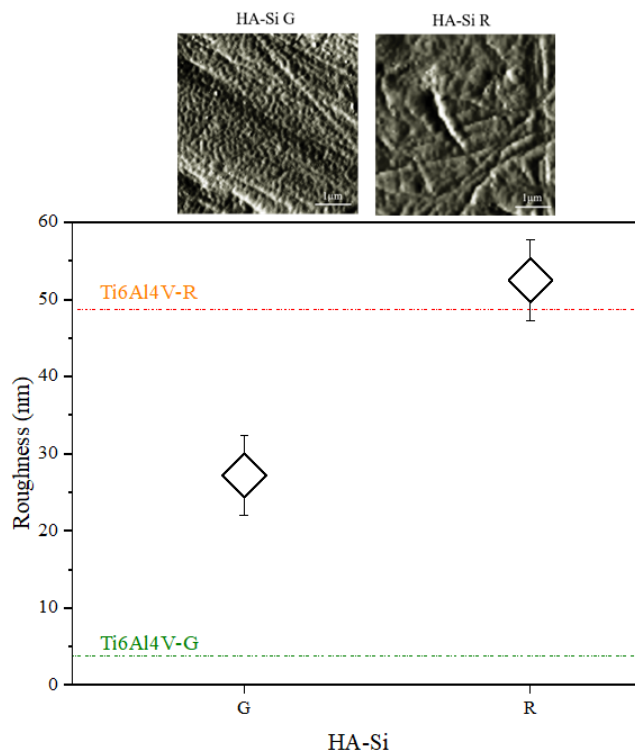 HA-Si G
HA-Si R
1µm
1µm
60
50
40
30
20
10
0
Roughness (nm)
Ti6Al4V-R
Ti6Al4V-G
G
R
HA-Si